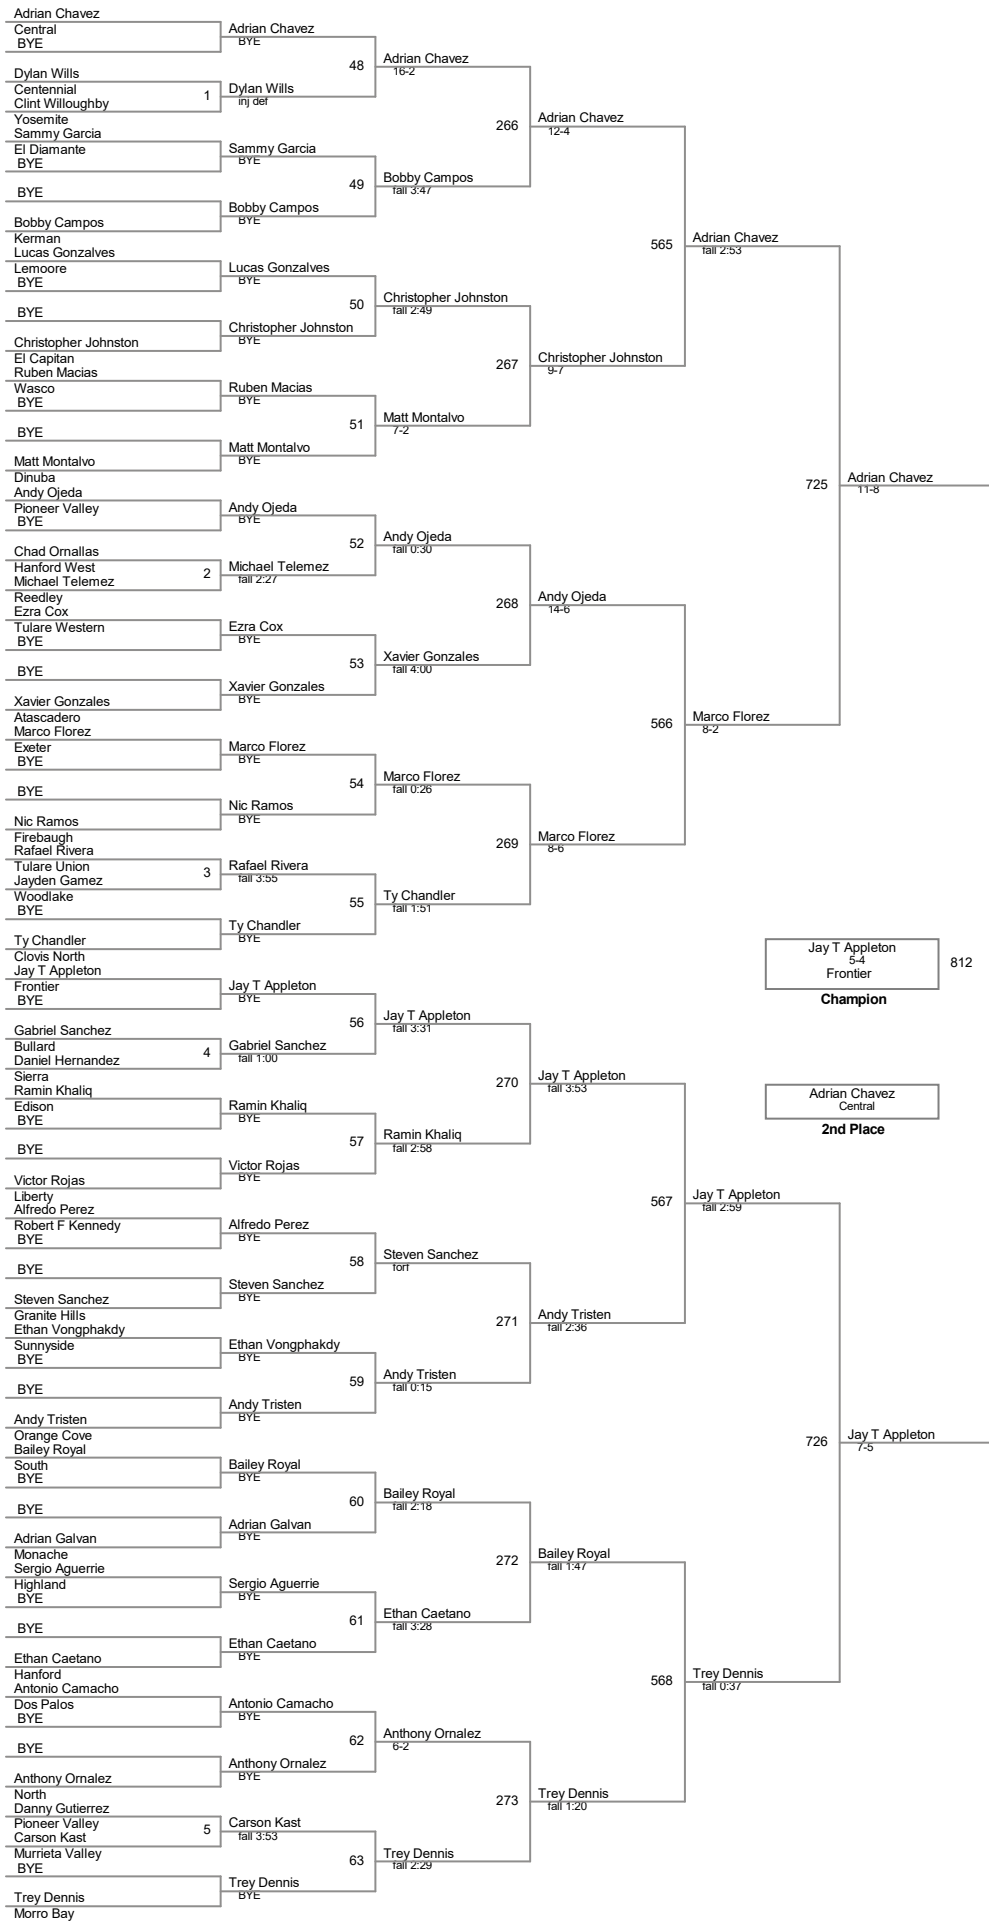 Adrian Chavez
Central
BYE
Dylan Wills
Centennial
Clint Willoughby
Yosemite
Sammy Garcia
El Diamante
BYE
BYE
Bobby Campos
Kerman
Lucas Gonzalves
Lemoore
BYE
BYE
Christopher Johnston
El Capitan
Ruben Macias
Wasco
BYE
BYE
Matt Montalvo
Dinuba
Andy Ojeda
Pioneer Valley
BYE
Chad Ornallas
Hanford West
Michael Telemez
Reedley
Ezra Cox
Tulare Western
BYE
BYE
Xavier Gonzales
Atascadero
Marco Florez
Exeter
BYE
BYE
Nic Ramos
Firebaugh
Rafael Rivera
Tulare Union
Jayden Gamez
Woodlake
BYE
Ty Chandler
Clovis North
Jay T Appleton
Frontier
BYE
Gabriel Sanchez
Bullard
Daniel Hernandez
Sierra
Ramin Khaliq
Edison
BYE
BYE
Victor Rojas
Liberty
Alfredo Perez
Robert F Kennedy
BYE
BYE
Steven Sanchez
Granite Hills
Ethan Vongphakdy
Sunnyside
BYE
BYE
Andy Tristen
Orange Cove
Bailey Royal
South
BYE
BYE
Adrian Galvan
Monache
Sergio Aguerrie
Highland
BYE
BYE
Ethan Caetano
Hanford
Antonio Camacho
Dos Palos
BYE
BYE
Anthony Ornalez
North
Danny Gutierrez
Pioneer Valley
Carson Kast
Murrieta Valley
BYE
Trey Dennis
Morro Bay
1
2
3
4
5
Adrian Chavez
BYE
Dylan Wills
inj def
Sammy Garcia
BYE
Bobby Campos
BYE
Lucas Gonzalves
BYE
Christopher Johnston
BYE
Ruben Macias
BYE
Matt Montalvo
BYE
Andy Ojeda
BYE
Michael Telemez
fall 2:27
Ezra Cox
BYE
Xavier Gonzales
BYE
Marco Florez
BYE
Nic Ramos
BYE
Rafael Rivera
fall 3:55
Ty Chandler
BYE
Jay T Appleton
BYE
Gabriel Sanchez
fall 1:00
Ramin Khaliq
BYE
Victor Rojas
BYE
Alfredo Perez
BYE
Steven Sanchez
BYE
Ethan Vongphakdy
BYE
Andy Tristen
BYE
Bailey Royal
BYE
Adrian Galvan
BYE
Sergio Aguerrie
BYE
Ethan Caetano
BYE
Antonio Camacho
BYE
Anthony Ornalez
BYE
Carson Kast
fall 3:53
Trey Dennis
BYE
48
49
50
51
52
53
54
55
56
57
58
59
60
61
62
63
Adrian Chavez
16-2
Bobby Campos
fall 3:47
Christopher Johnston
fall 2:49
Matt Montalvo
7-2
Andy Ojeda
fall 0:30
Xavier Gonzales
fall 4:00
Marco Florez
fall 0:26
Ty Chandler
fall 1:51
Jay T Appleton
fall 3:31
Ramin Khaliq
fall 2:58
Steven Sanchez
forf
Andy Tristen
fall 0:15
Bailey Royal
fall 2:18
Ethan Caetano
fall 3:28
Anthony Ornalez
6-2
Trey Dennis
fall 2:29
266
267
268
269
270
271
272
273
Adrian Chavez
12-4
Christopher Johnston
9-7
Andy Ojeda
14-6
Marco Florez
8-6
Jay T Appleton
fall 3:53
Andy Tristen
fall 2:36
Bailey Royal
fall 1:47
Trey Dennis
fall 1:20
565
566
567
568
Adrian Chavez
fall 2:53
Marco Florez
8-2
Jay T Appleton
fall 2:59
Trey Dennis
fall 0:37
725
726
Adrian Chavez
11-8
Jay T Appleton
7-5
Jay T Appleton
5-4
Frontier
812
Champion
Adrian Chavez
Central
2nd Place